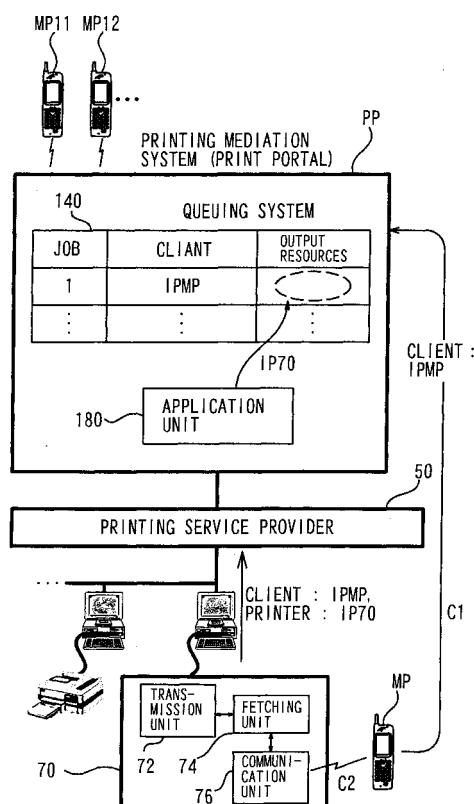 MP11 MP12
...
PRINTING MEDIATION
SYSTEM (PRINT PORTAL)
PP
QUEUING SYSTEM
140
JOB CLIENT OUTPUT
RESOURCES
1 IPMP
IP70
CLIENT :
IPMP
180
APPLICATION
UNIT
50
PRINTING SERVICE PROVIDER
...
CLIENT : IPMP,
PRINTER : IP70
C1
MP
TRANS-
MISSION
UNIT
FETCHING
UNIT
72
74
COMMUNI-
CATION
UNIT
70
76
C2